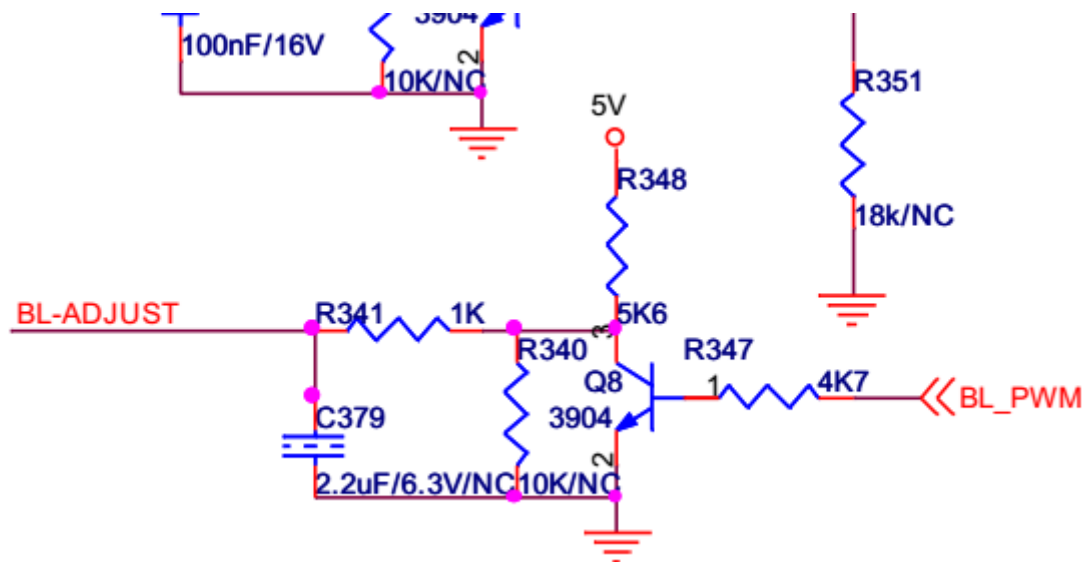 3904
100nF/16V
2
10K/NC
R351
5V
R348
18k/NC
BL-ADJUST
R341
1K
5K6
3
R340
R347
Q8
1
4K7
BL_PWM
C379
3904
2
2.2uF/6.3V/NC
10K/NC